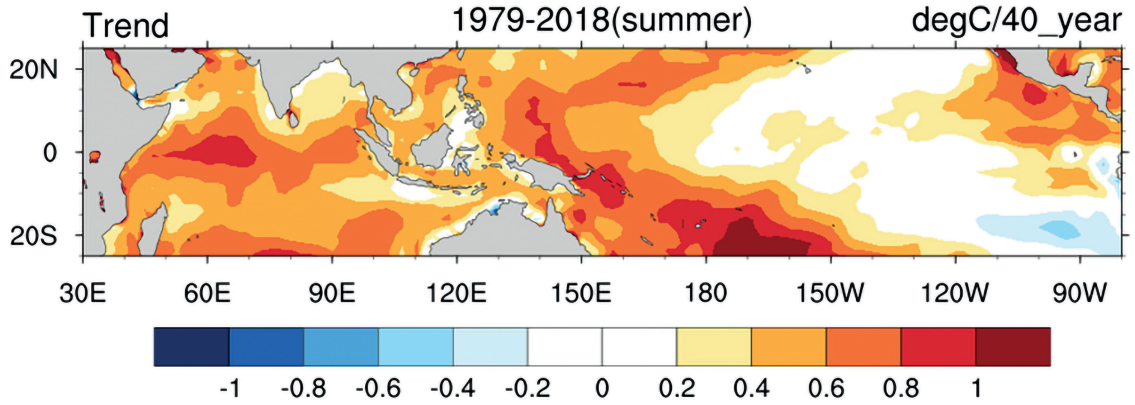 Trend 1979-2018(summer) degC/40_year
20N
0
20S
30E 60E 90E 120E 150E 180 150W 120W 90W
-1 -0.8 -0.6 -0.4 -0.2 0 0.2 0.4 0.6 0.8 1